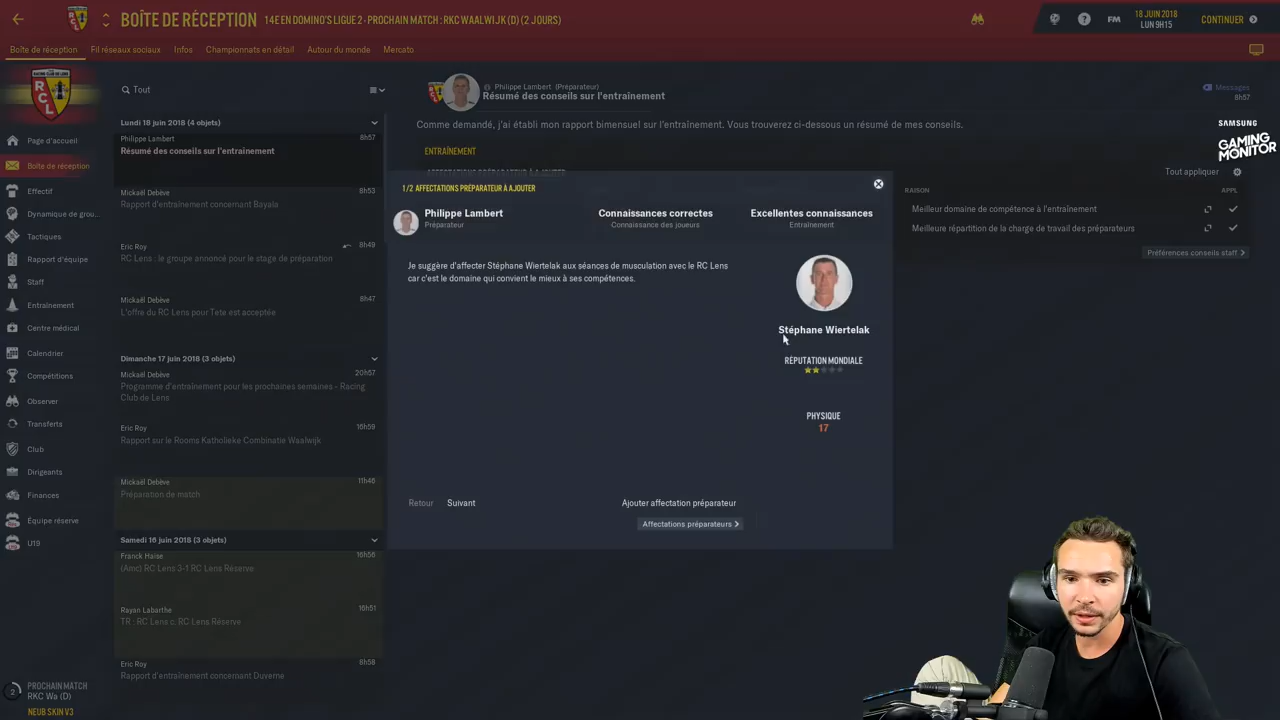 BOÎTE DE RÉCEPTION
14E EN DOMINO'S LIGUE 2 - PROCHAIN MATCH : RKC WAALWIJK (D) (2 JOURS)
FM
18 JUIN 2018
LUN 9H15
CONTINUER
Boîte de réception
Fil réseaux sociaux
Infos
Championnats en détail
Autour du monde
Mercato
RCL
Page d'accueil
Boîte de réception
Effectif
Dynamique de grou...
Tactiques
Rapport d'équipe
Staff
Entraînement
Centre médical
Calendrier
Compétitions
Observer
Transferts
Club
Dirigeants
Finances
Équipe réserve
U19
2
PROCHAIN MATCH
RKC Wa (D)
NEUB SKIN V3
Tout
Lundi 18 juin 2018 (4 objets)
Philippe Lambert 8h57
Résumé des conseils sur l'entraînement
Mickaël Debève 8h53
Rapport d'entraînement concernant Bayala
Eric Roy 8h49
RC Lens : le groupe annoncé pour le stage de préparation
Mickaël Debève 8h47
L'offre du RC Lens pour Tete est acceptée
Dimanche 17 juin 2018 (3 objets)
Mickaël Debève 20h57
Programme d'entraînement pour les prochaines semaines - Racing
Club de Lens
Eric Roy 16h59
Rapport sur le Rooms Katholieke Combinatie Waalwijk
Mickaël Debève 11h46
Préparation de match
Samedi 16 juin 2018 (3 objets)
Franck Haise 16h56
(Amc) RC Lens 3-1 RC Lens Réserve
Rayan Labarthe 16h51
TR : RC Lens c. RC Lens Réserve
Eric Roy 8h58
Rapport d'entraînement concernant Duverne
Philippe Lambert (Préparateur)
Résumé des conseils sur l'entraînement
Messages
8h57
Comme demandé, j'ai établi mon rapport bimensuel sur l'entraînement. Vous trouverez ci-dessous un résumé de mes conseils.
ENTRAÎNEMENT
AFFECTATIONS PRÉPARATEUR À AJOUTER
SAMSUNG
GAMING
MONITOR
Tout appliquer
RAISON APPL
Meilleur domaine de compétence à l'entraînement
Meilleure répartition de la charge de travail des préparateurs
Préférences conseils staff
1/2 AFFECTATIONS PRÉPARATEUR À AJOUTER
Philippe Lambert
Préparateur
Connaissances correctes
Connaissance des joueurs
Excellentes connaissances
Entraînement
Je suggère d'affecter Stéphane Wiertelak aux séances de musculation avec le RC Lens
car c'est le domaine qui convient le mieux à ses compétences.
Stéphane Wiertelak
RÉPUTATION MONDIALE
PHYSIQUE
17
Retour
Suivant
Ajouter affectation préparateur
Affectations préparateurs